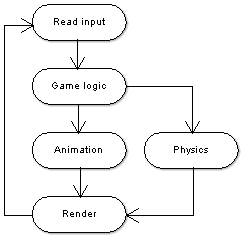 Read input
Game logic
Animation
Physics
Render